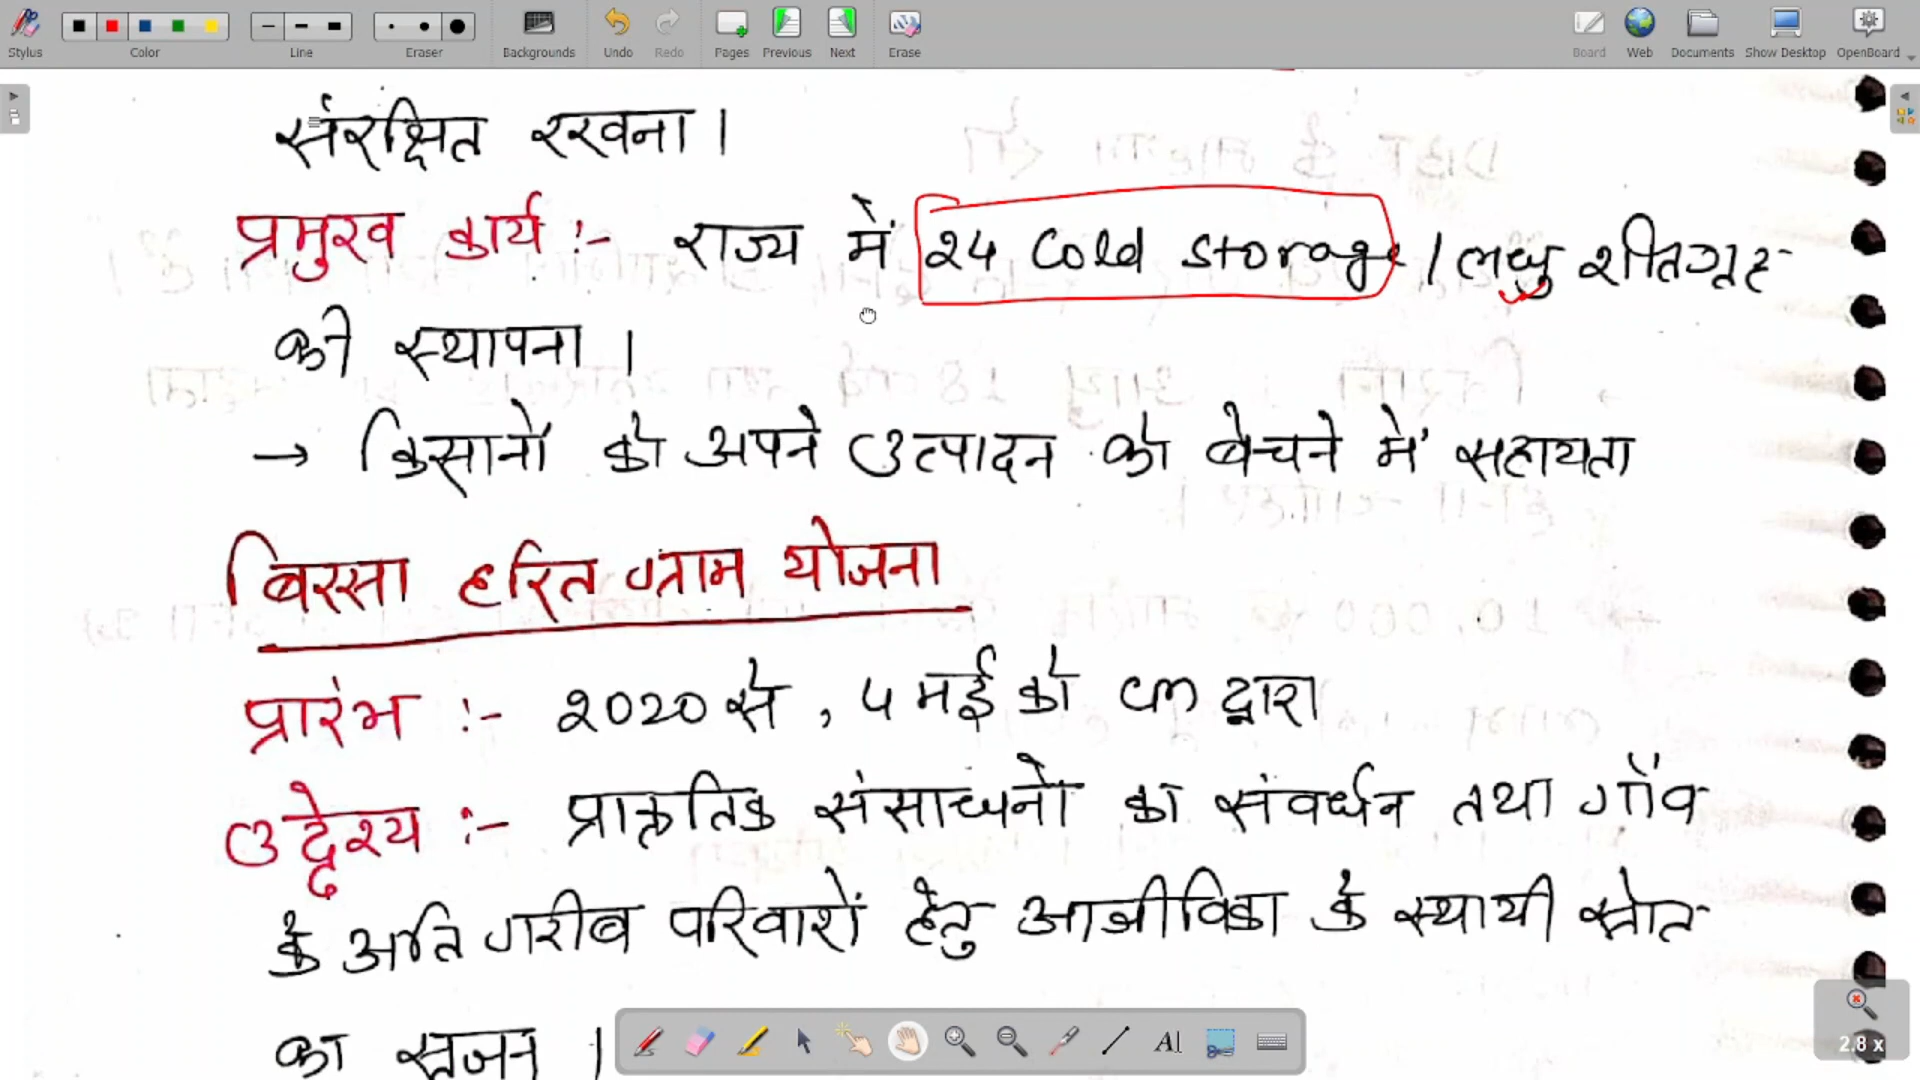 Stylus
Color
Line
Eraser
Backgrounds
Undo
Redo
Pages
Previous
Next
Erase
Board
Web
Documents
Show Desktop
OpenBoard
संरक्षित रखना।
प्रमुख कार्य :- राज्य में 24 Cold Storage / लघु शीतगृह
की स्थापना।
→ किसानों को अपने उत्पादन को बेचने में सहायता
बिरसा हरित ग्राम योजना
प्रारंभ :- 2020 से, 4 मई को CM द्वारा
उद्देश्य :- प्राकृतिक संसाधनों का संवर्धन तथा गाँव
के अति गरीब परिवारों हेतु आजीविका के स्थायी स्त्रोत
का सृजन।
2.8 x